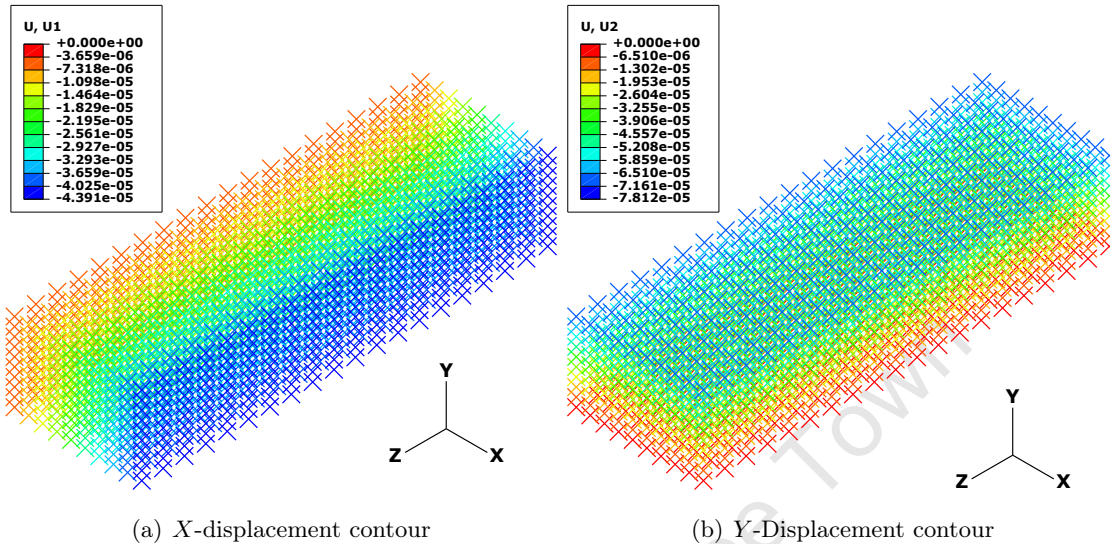 U, U1
+0.000e+00
-3.659e-06
-7.318e-06
-1.098e-05
-1.464e-05
-1.829e-05
-2.195e-05
-2.561e-05
-2.927e-05
-3.293e-05
-3.659e-05
-4.025e-05
-4.391e-05
Y
Z
X
(a) X-displacement contour
U, U2
+0.000e+00
-6.510e-06
-1.302e-05
-1.953e-05
-2.604e-05
-3.255e-05
-3.906e-05
-4.557e-05
-5.208e-05
-5.859e-05
-6.510e-05
-7.161e-05
-7.812e-05
Y
Z
X
(b) Y-Displacement contour
e Town